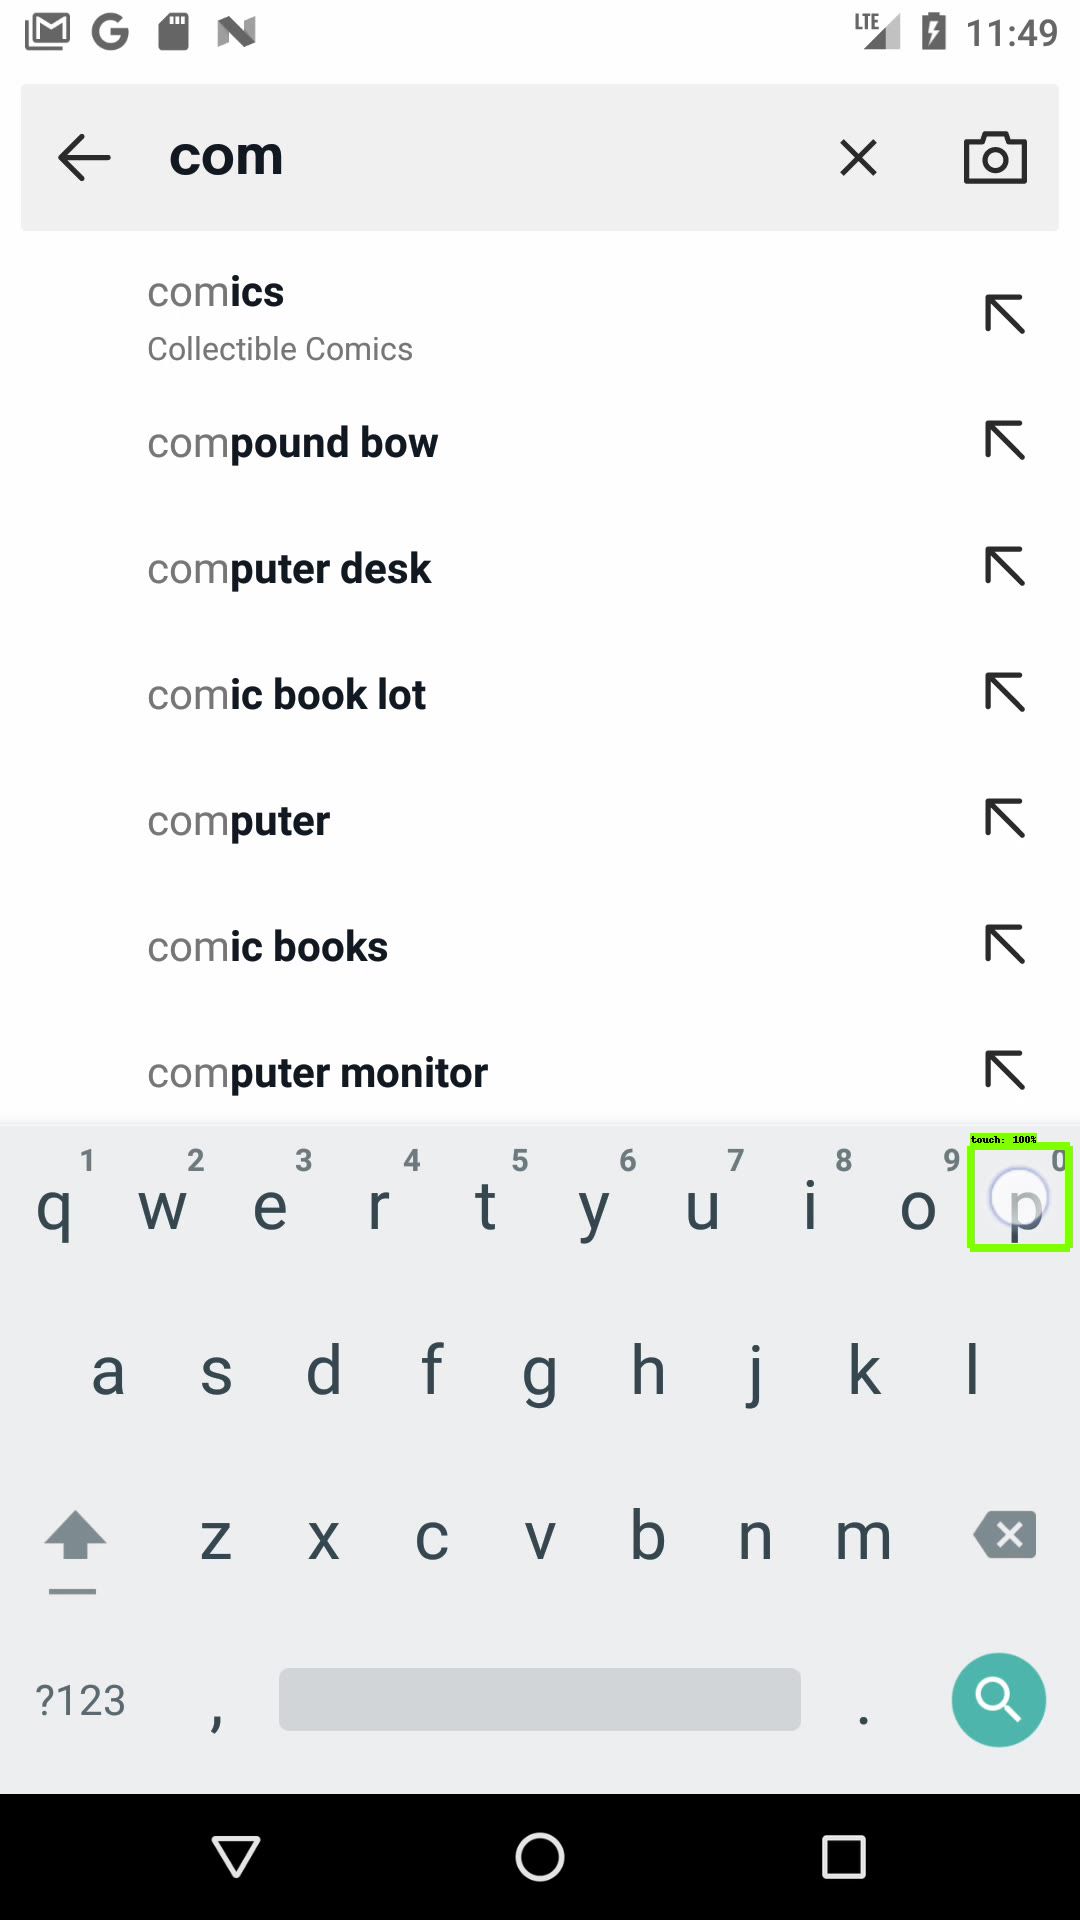 LTE 11:49
com
comics
Collectible Comics
compound bow
computer desk
comic book lot
computer
comic books
computer monitor
touch: 100%
1 2 3 4 5 6 7 8 9 0
q w e r t y u i o p
a s d f g h j k l
z x c v b n m
?123 , .